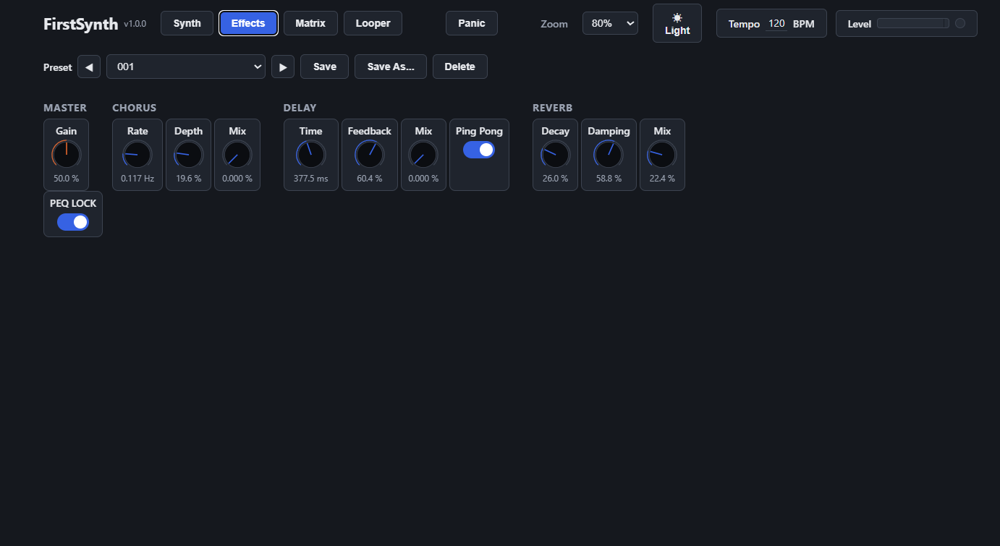 FirstSynth v1.0.0 Synth Effects Matrix Looper Panic Zoom 80% Light Tempo 120 BPM Level
Preset ◀ 001 ▶ Save Save As... Delete
MASTER CHORUS DELAY REVERB
Gain Rate Depth Mix Time Feedback Mix Ping Pong Decay Damping Mix
50.0 % 0.117 Hz 19.6 % 0.000 % 377.5 ms 60.4 % 0.000 % 26.0 % 58.8 % 22.4 %
PEQ LOCK